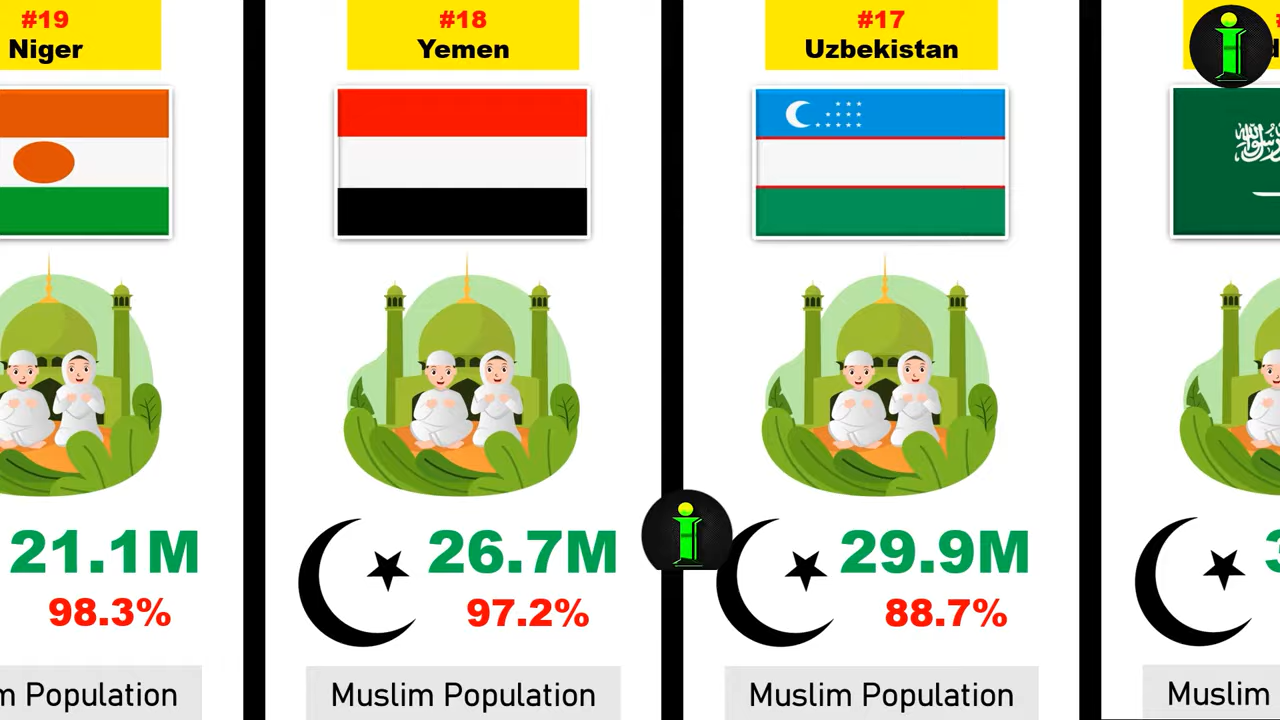 #19
Niger
21.1M
98.3%
Population
#18
Yemen
26.7M
97.2%
Muslim Population
#17
Uzbekistan
29.9M
88.7%
Muslim Population
Muslim